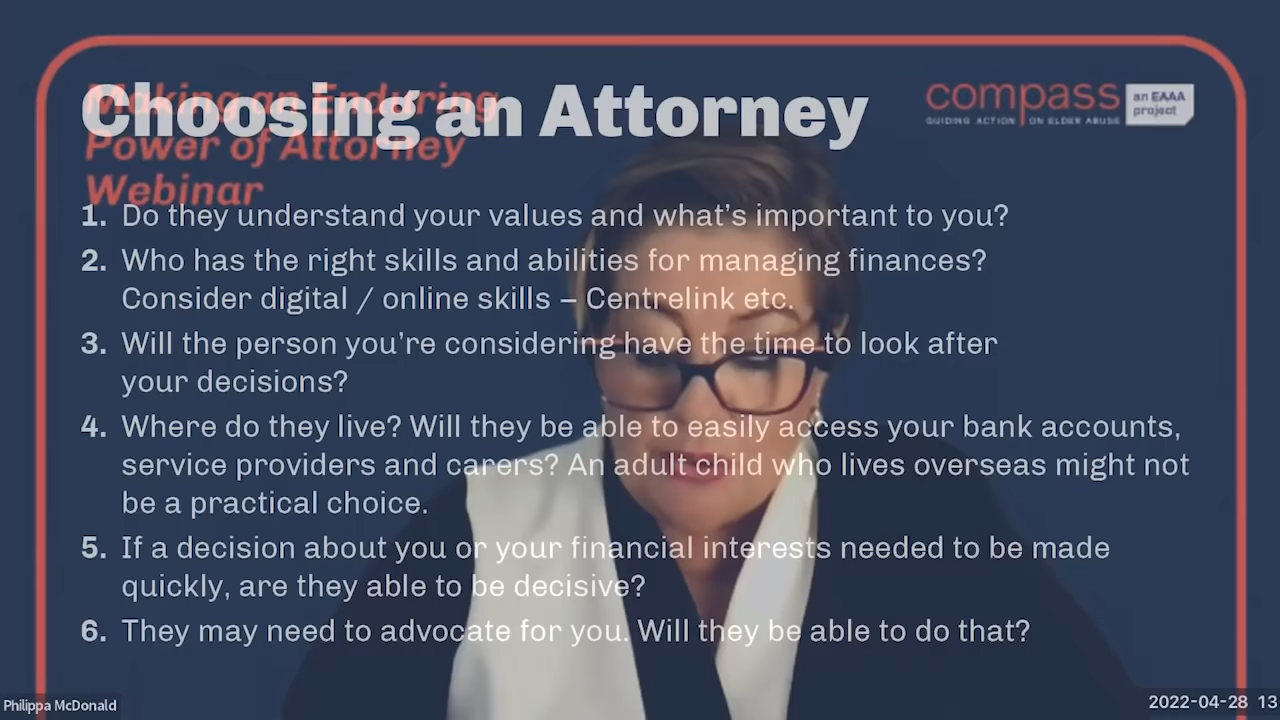 Making an Enduring
Power of Attorney
Webinar
Choosing an Attorney
compass
GUIDING ACTION | ON ELDER ABUSE
an EAAA
project
1. Do they understand your values and what's important to you?
2. Who has the right skills and abilities for managing finances?
Consider digital / online skills – Centrelink etc.
3. Will the person you're considering have the time to look after
your decisions?
4. Where do they live? Will they be able to easily access your bank accounts,
service providers and carers? An adult child who lives overseas might not
be a practical choice.
5. If a decision about you or your financial interests needed to be made
quickly, are they able to be decisive?
6. They may need to advocate for you. Will they be able to do that?
Philippa McDonald
2022-04-28 13